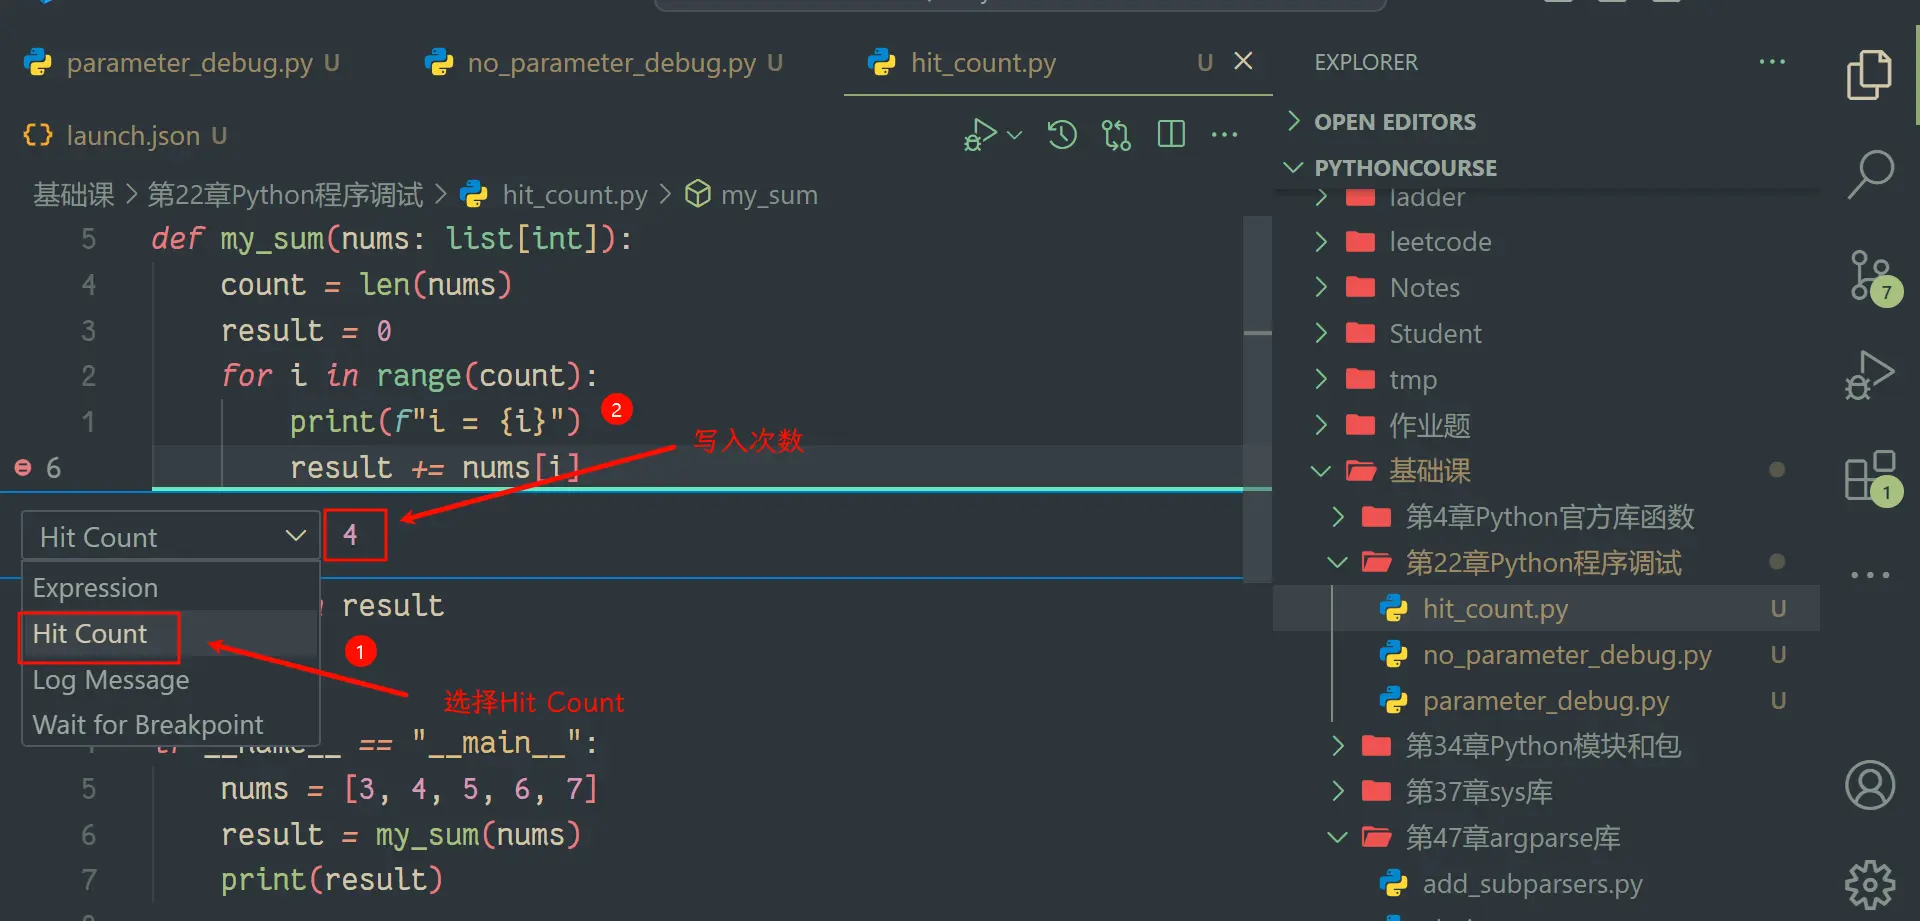 parameter_debug.py U
no_parameter_debug.py U
hit_count.py U
launch.json U
基础课 > 第22章Python程序调试 > hit_count.py > my_sum
5 def my_sum(nums: list[int]):
4 count = len(nums)
3 result = 0
2 for i in range(count):
1 print(f"i = {i}")
2
写入次数
6 result += nums[i]
Hit Count
4
Expression
Hit Count
Log Message
Wait for Breakpoint
result
1
选择Hit Count
__name__ == "__main__":
5 nums = [3, 4, 5, 6, 7]
6 result = my_sum(nums)
7 print(result)
EXPLORER
OPEN EDITORS
PYTHONCOURSE
ladder
leetcode
Notes
Student
tmp
作业题
基础课
第4章Python官方库函数
第22章Python程序调试
hit_count.py U
no_parameter_debug.py U
parameter_debug.py U
第34章Python模块和包
第37章sys库
第47章argparse库
add_subparsers.py
7
1